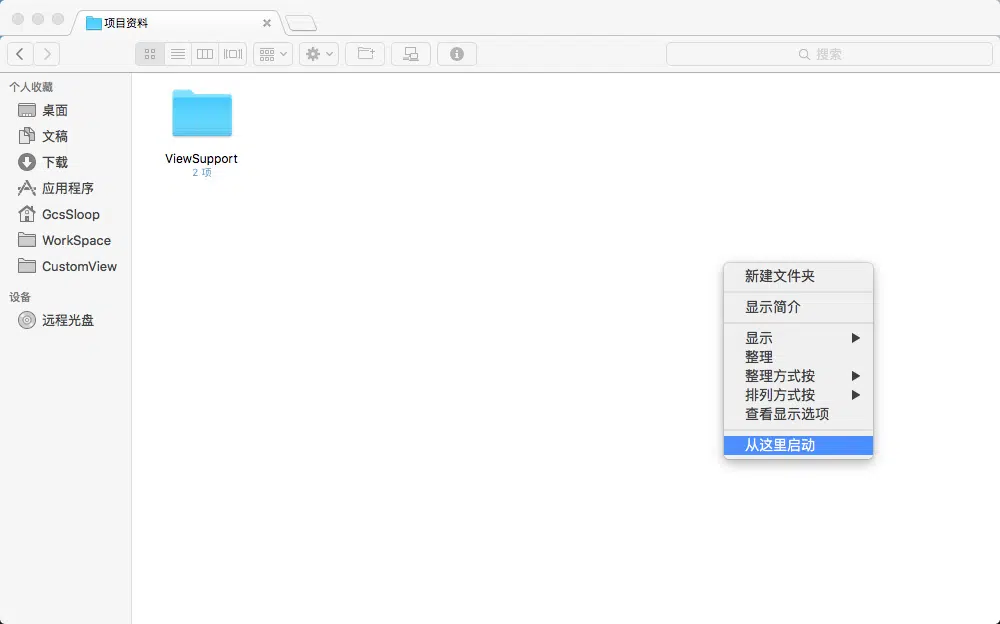 项目资料
搜索
个人收藏
桌面
文稿
下载
应用程序
GcsSloop
WorkSpace
CustomView
设备
远程光盘
ViewSupport
2 项
新建文件夹
显示简介
显示
整理
整理方式按
排列方式按
查看显示选项
从这里启动